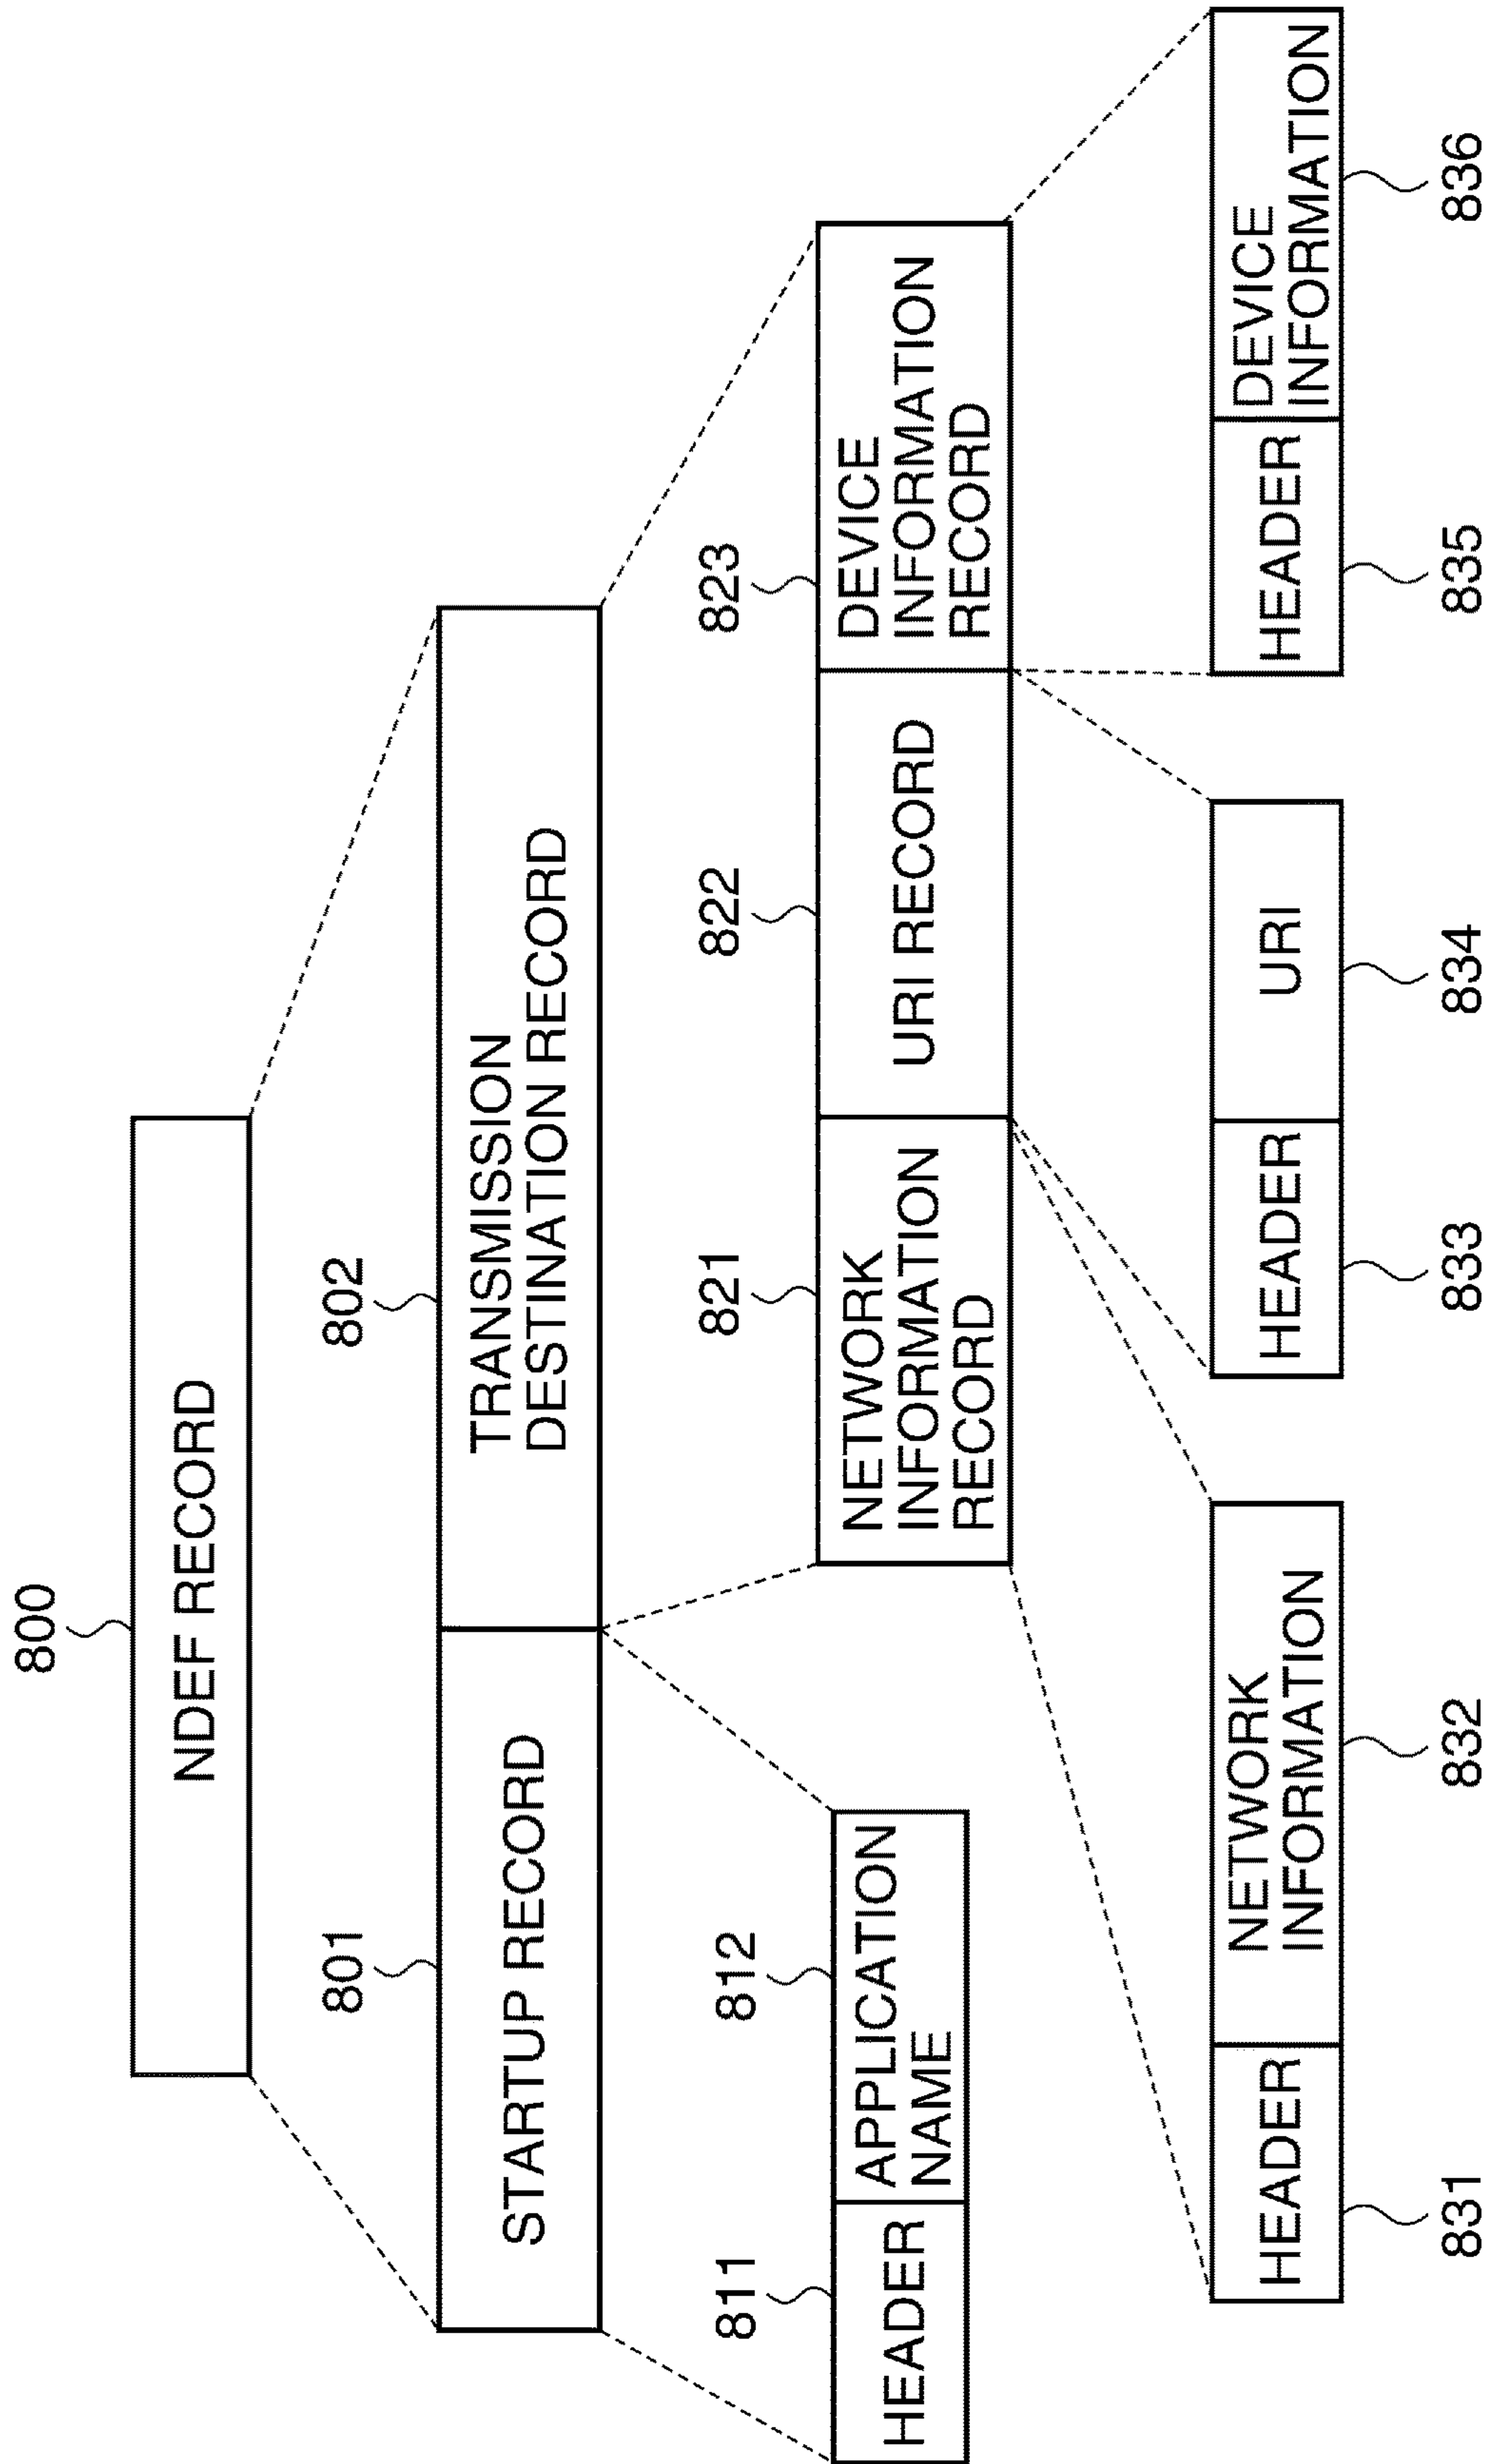 800
NDEF RECORD
801
802
STARTUP RECORD
TRANSMISSION
DESTINATION RECORD
811
812
821
822
823
HEADER
APPLICATION
NAME
NETWORK
INFORMATION
RECORD
URI RECORD
DEVICE
INFORMATION
RECORD
HEADER
NETWORK
INFORMATION
HEADER
URI
HEADER
DEVICE
INFORMATION
831
832
833
834
835
836